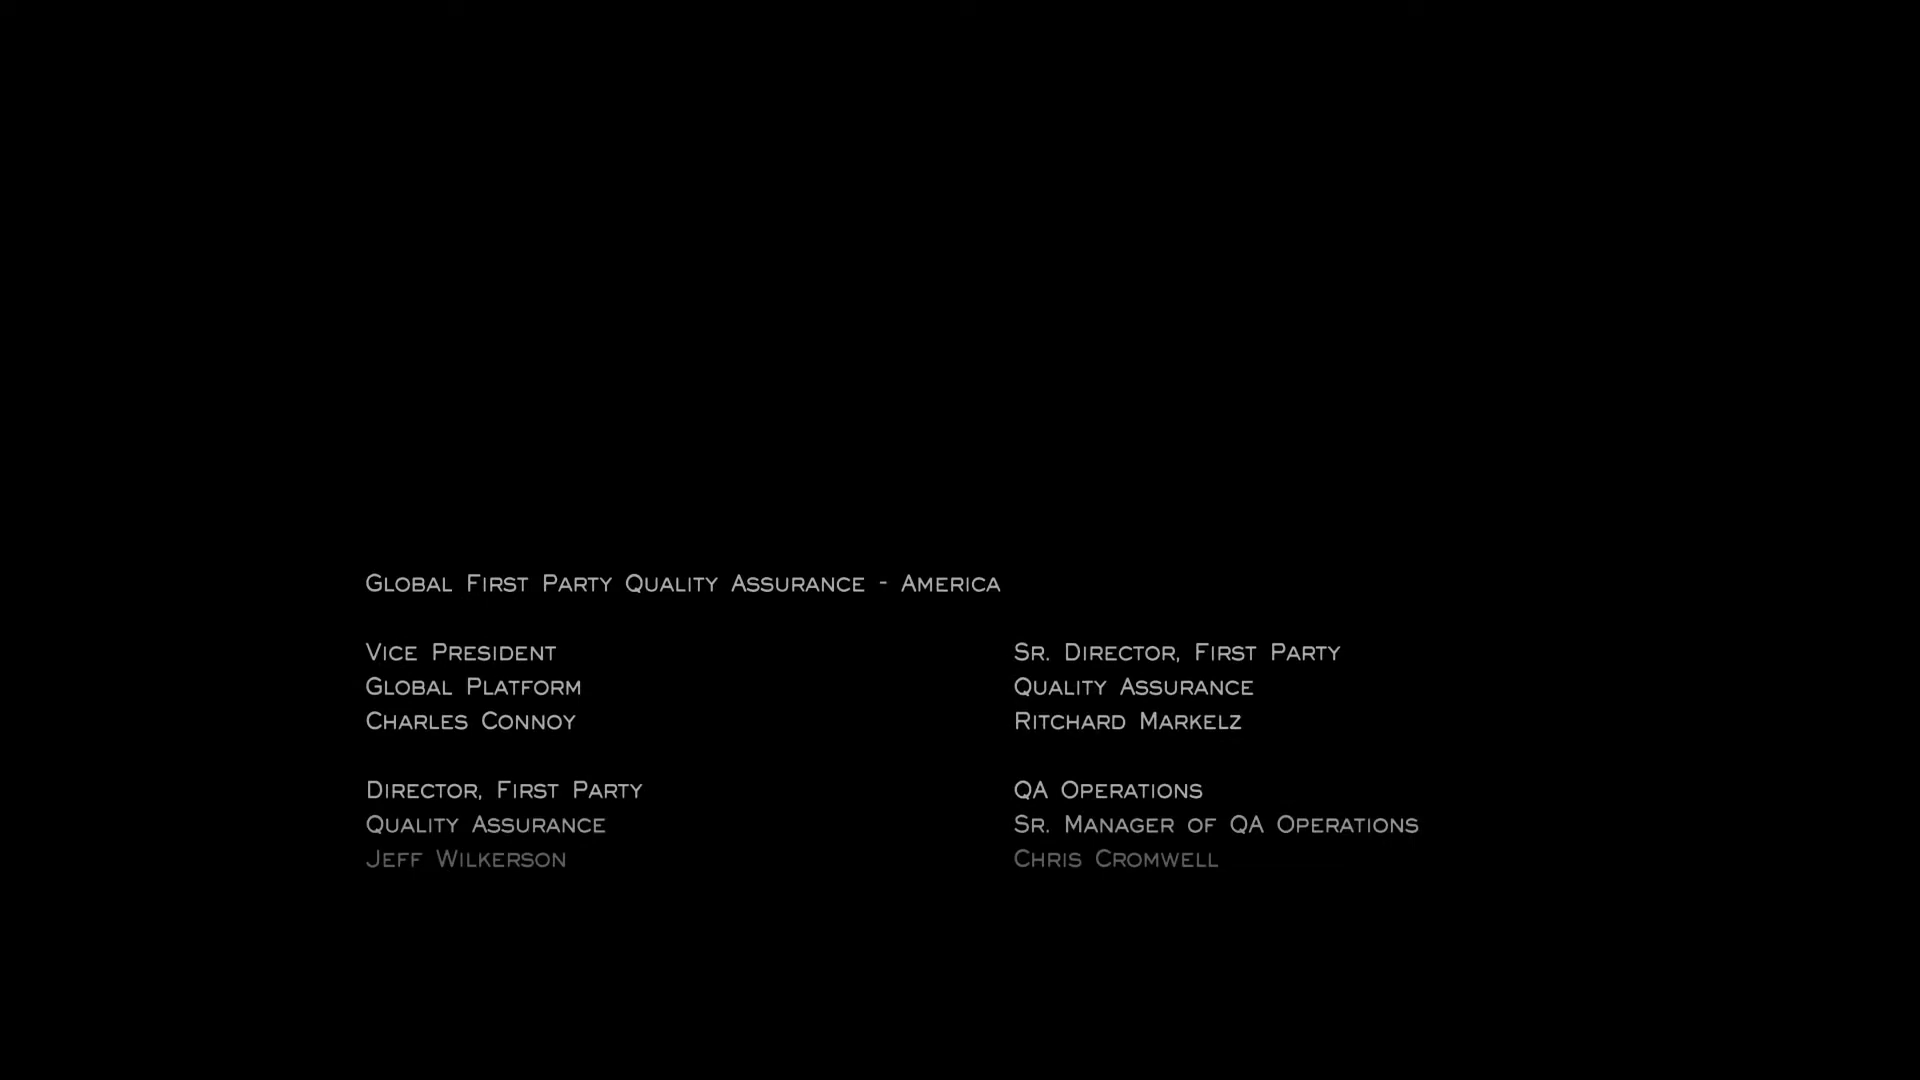 Global First Party Quality Assurance - America
Vice President
Global Platform
Charles Connoy
Sr. Director, First Party
Quality Assurance
Ritchard Markelz
Director, First Party
Quality Assurance
Jeff Wilkerson
QA Operations
Sr. Manager of QA Operations
Chris Cromwell